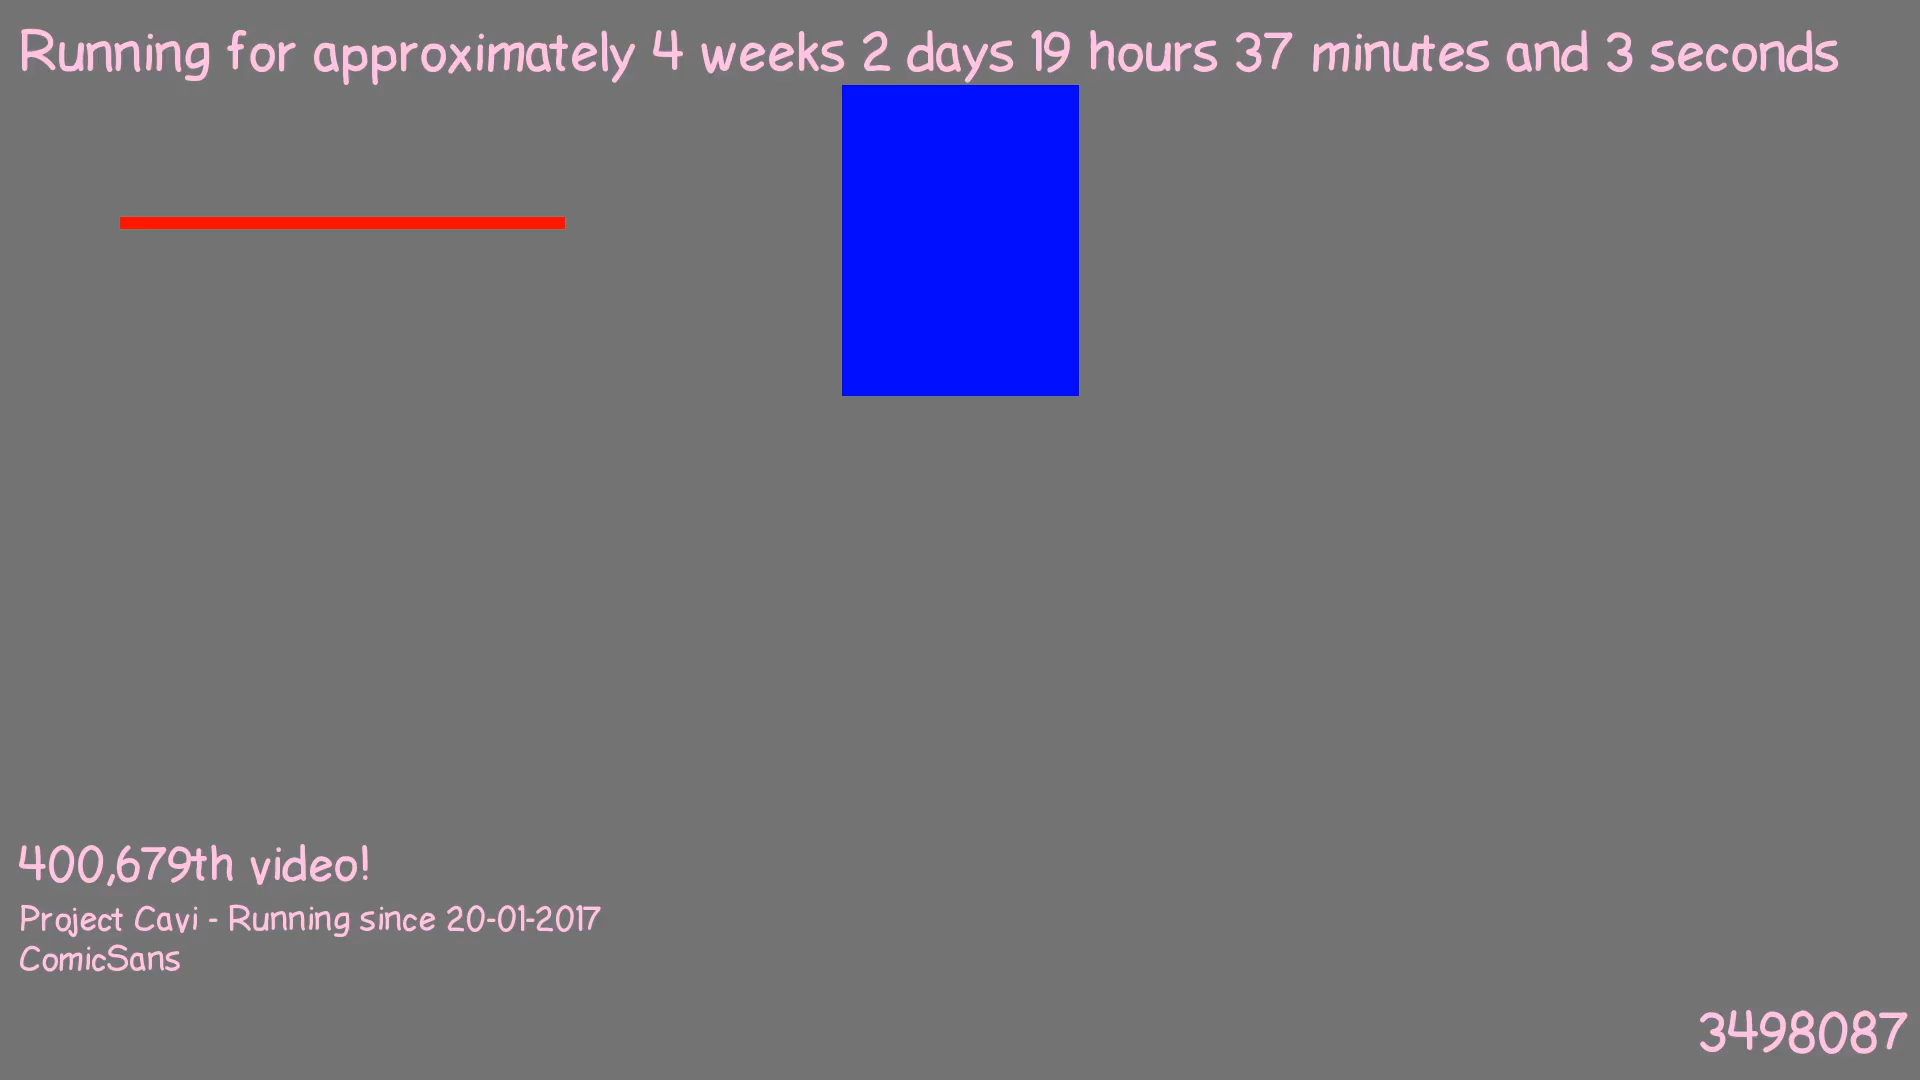 Running for approximately 4 weeks 2 days 19 hours 37 minutes and 3 seconds
400,679th video!
Project Cavi - Running since 20-01-2017
ComicSans
3498087